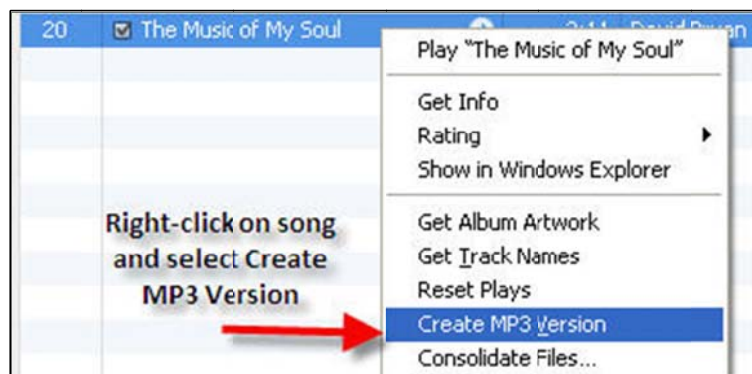 20 The Music of My Soul
Play "The Music of My Soul"
Get Info
Rating
Show in Windows Explorer
Get Album Artwork
Get Track Names
Reset Plays
Create MP3 Version
Consolidate Files...
Right-click on song
and select Create
MP3 Version